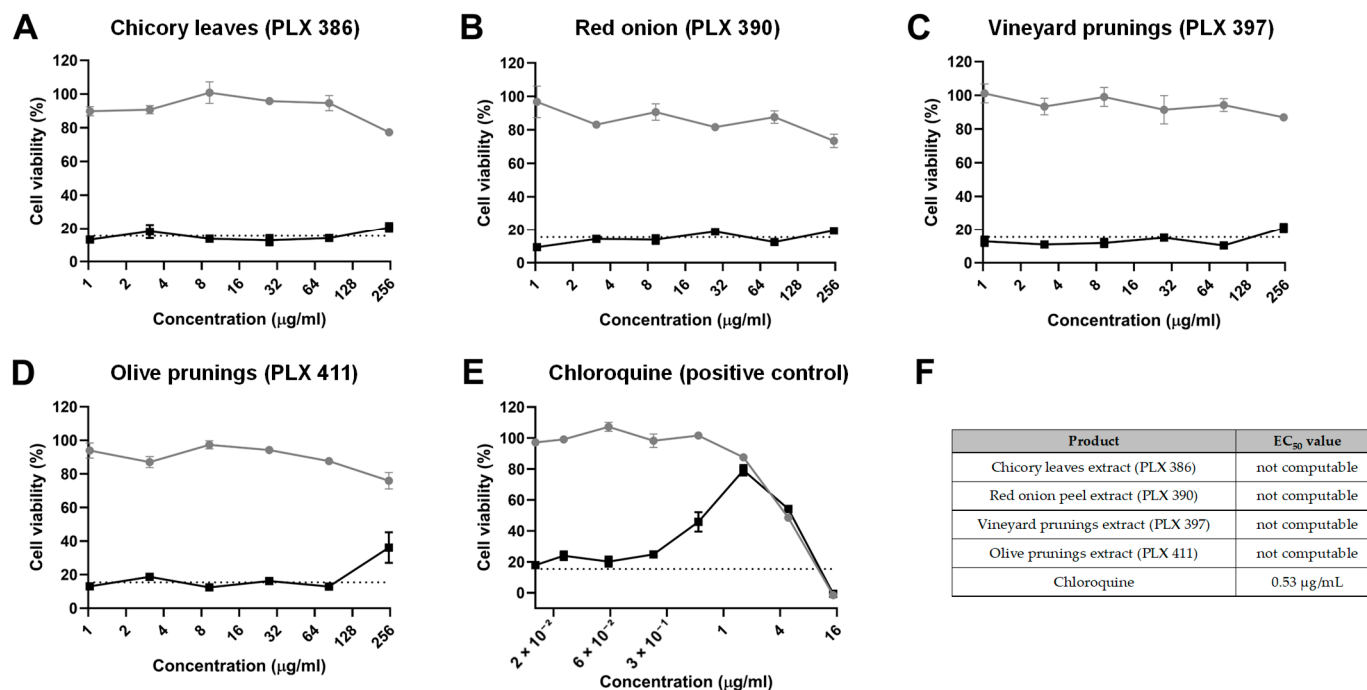 A
Chicory leaves (PLX 386)
Cell viability (%)
120
100
80
60
40
20
0
1 2 4 8 16 32 64 128 256
Concentration (μg/ml)
B
Red onion (PLX 390)
Cell viability (%)
120
100
80
60
40
20
0
1 2 4 8 16 32 64 128 256
Concentration (μg/ml)
C
Vineyard prunings (PLX 397)
Cell viability (%)
120
100
80
60
40
20
0
1 2 4 8 16 32 64 128 256
Concentration (μg/ml)
D
Olive prunings (PLX 411)
Cell viability (%)
120
100
80
60
40
20
0
1 2 4 8 16 32 64 128 256
Concentration (μg/ml)
E
Chloroquine (positive control)
Cell viability (%)
120
100
80
60
40
20
0
2 × 10⁻² 6 × 10⁻² 3 × 10⁻¹ 1 4 16
Concentration (μg/ml)
F
Product EC₅₀ value
Chicory leaves extract (PLX 386) not computable
Red onion peel extract (PLX 390) not computable
Vineyard prunings extract (PLX 397) not computable
Olive prunings extract (PLX 411) not computable
Chloroquine 0.53 μg/mL